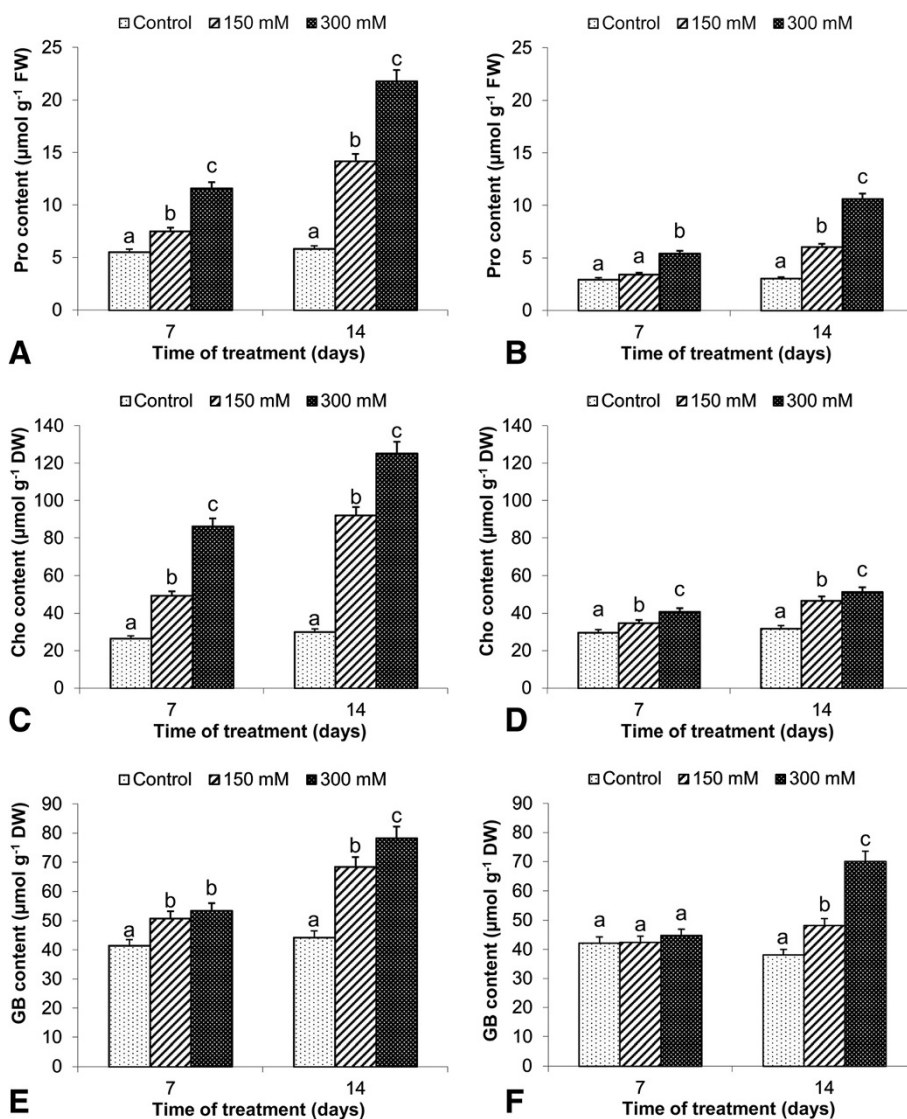 Control 150 mM 300 mM
Pro content (µmol g⁻¹ FW)
25
20
15
10
5
0
a b c
a b c
7 14
Time of treatment (days)
A
Control 150 mM 300 mM
Pro content (µmol g⁻¹ FW)
25
20
15
10
5
0
a a b
a b c
7 14
Time of treatment (days)
B
Control 150 mM 300 mM
Cho content (µmol g⁻¹ DW)
140
120
100
80
60
40
20
0
a b c
a b c
7 14
Time of treatment (days)
C
Control 150 mM 300 mM
Cho content (µmol g⁻¹ DW)
140
120
100
80
60
40
20
0
a b c
a b c
7 14
Time of treatment (days)
D
Control 150 mM 300 mM
GB content (µmol g⁻¹ DW)
90
80
70
60
50
40
30
20
10
0
a b b
a b c
7 14
Time of treatment (days)
E
Control 150 mM 300 mM
GB content (µmol g⁻¹ DW)
90
80
70
60
50
40
30
20
10
0
a a a
a b c
7 14
Time of treatment (days)
F